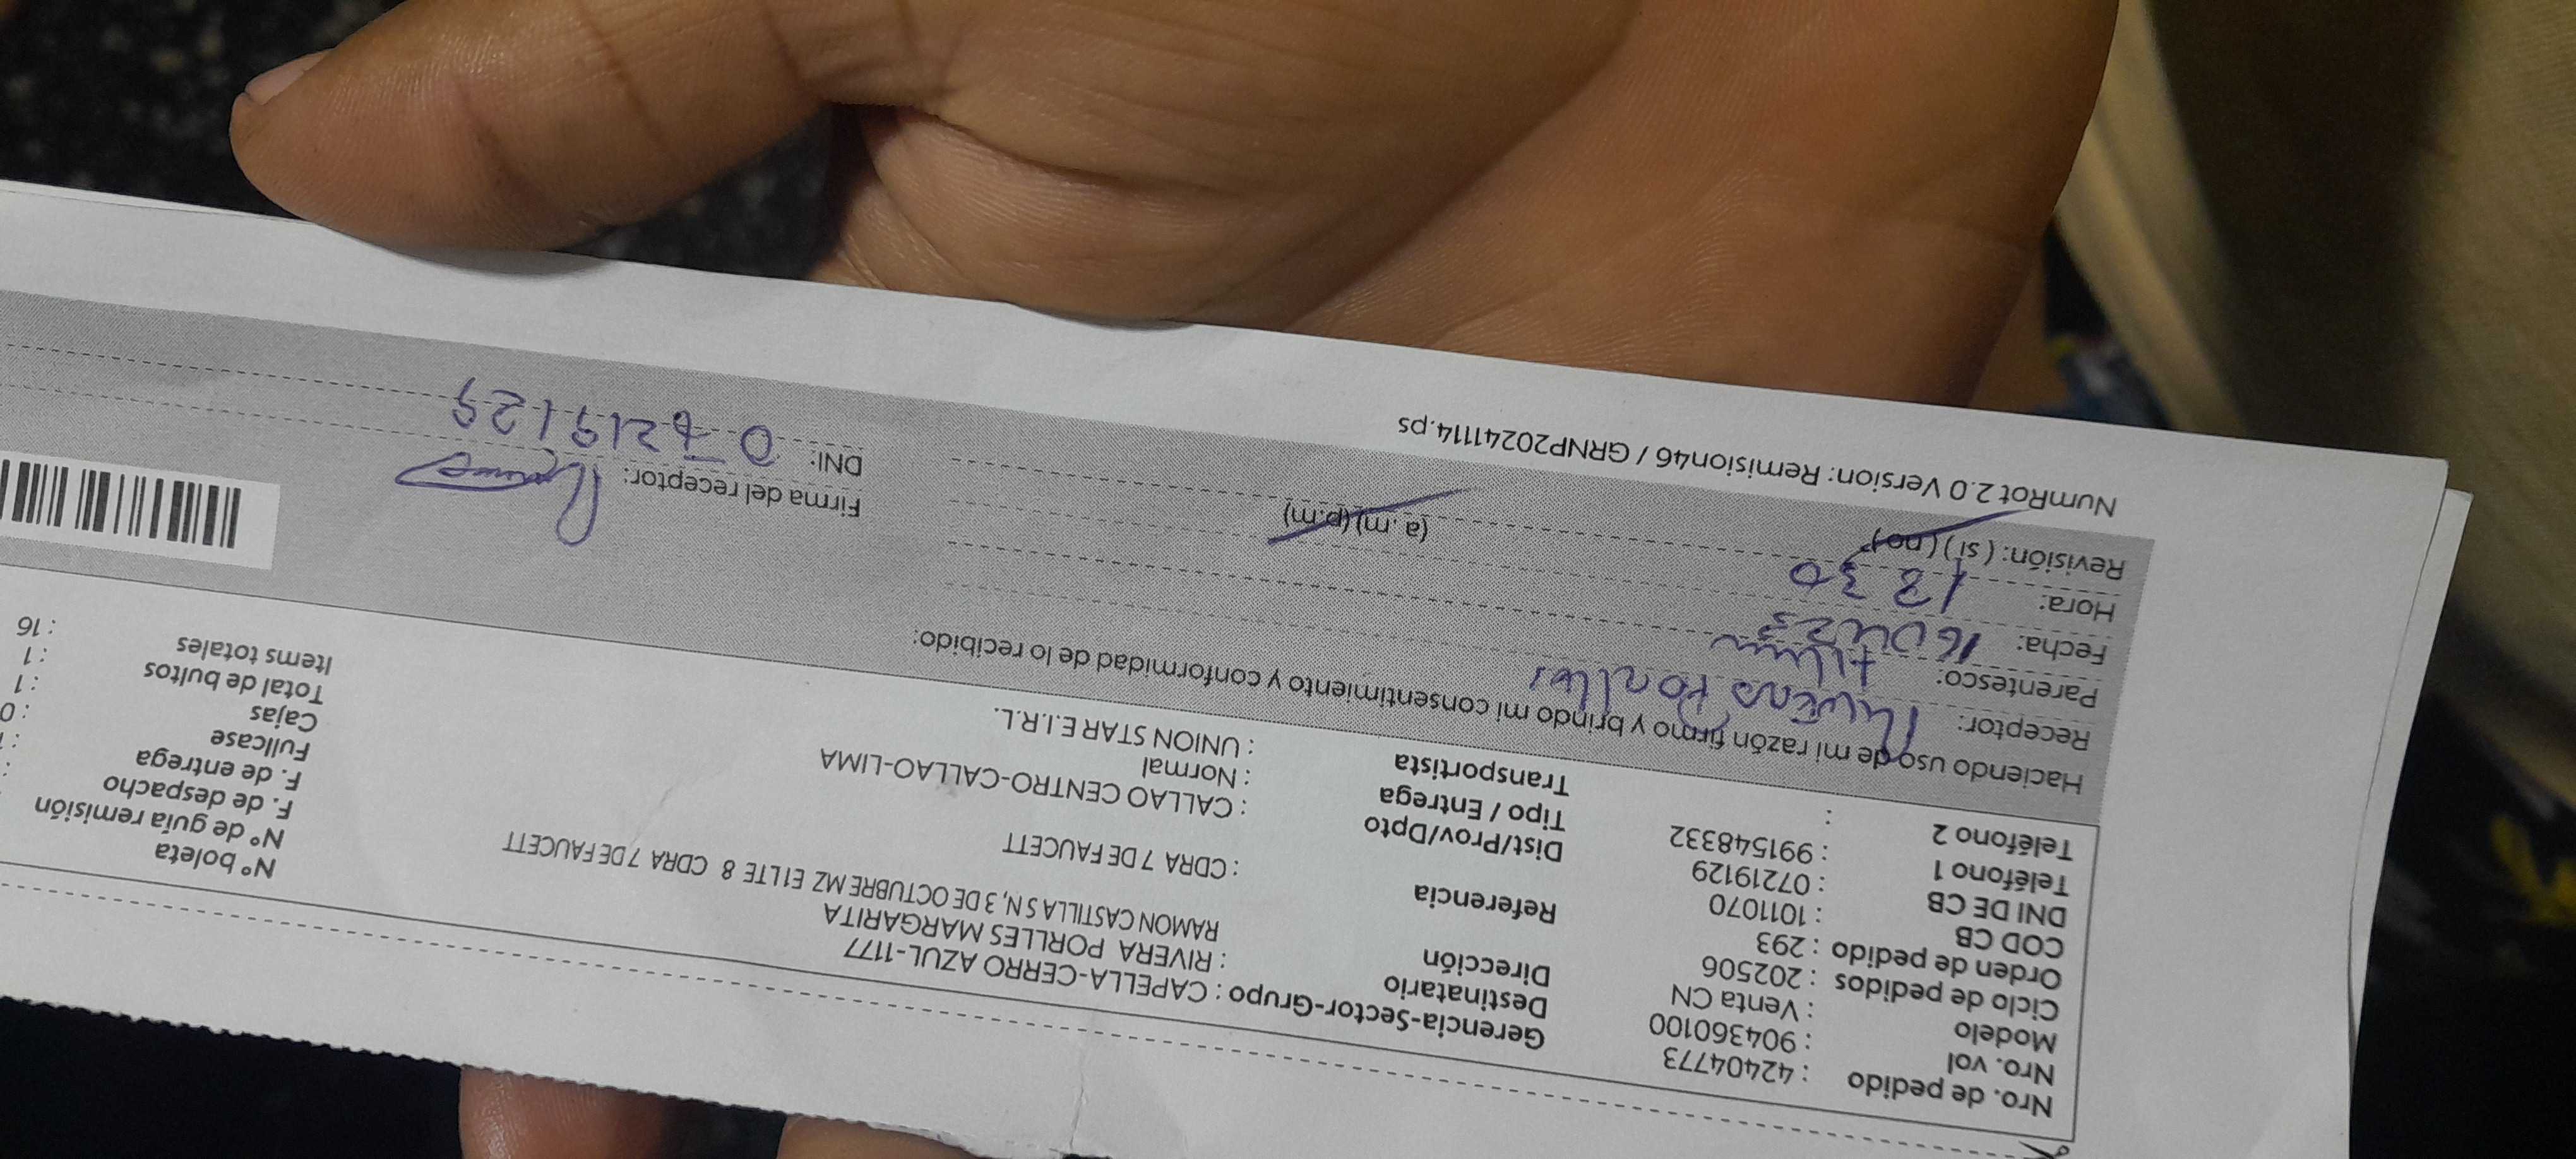 Nro. de pedido : 42404773
Nro. vol : 904360100
Modelo : Venta CN
Ciclo de pedidos : 202506
Orden de pedido : 293
COD CB : 1011070
DNI DE CB : 07219129
Teléfono 1 : 991548332
Teléfono 2 :
Gerencia-Sector-Grupo : CAPELLA-CERRO AZUL-1177
Destinatario : RIVERA PORLLES MARGARITA
Dirección RAMON CASTILLA S N, 3 DE OCTUBRE MZ E1 LTE 8 CDRA 7 DE FAUCETT
Referencia : CDRA 7 DE FAUCETT
Dist/Prov/Dpto : CALLAO CENTRO-CALLAO-LIMA
Tipo / Entrega : Normal
Transportista : UNION STAR E.I.R.L.
N° boleta
N° de guía remisión
F. de despacho :
F. de entrega :
Fullcase : 0
Cajas : 1
Total de bultos : 1
Items totales : 16
Haciendo uso de mi razón firmo y brindo mi consentimiento y conformidad de lo recibido:
Receptor:
Parentesco:
Fecha: 16
Hora:
Revisión: ( si ) ( no ) (a. m) (p.m)
Firma del receptor:
DNI: 07219129
NumRot 2.0 Version: Remision46 / GRNP20241114.ps